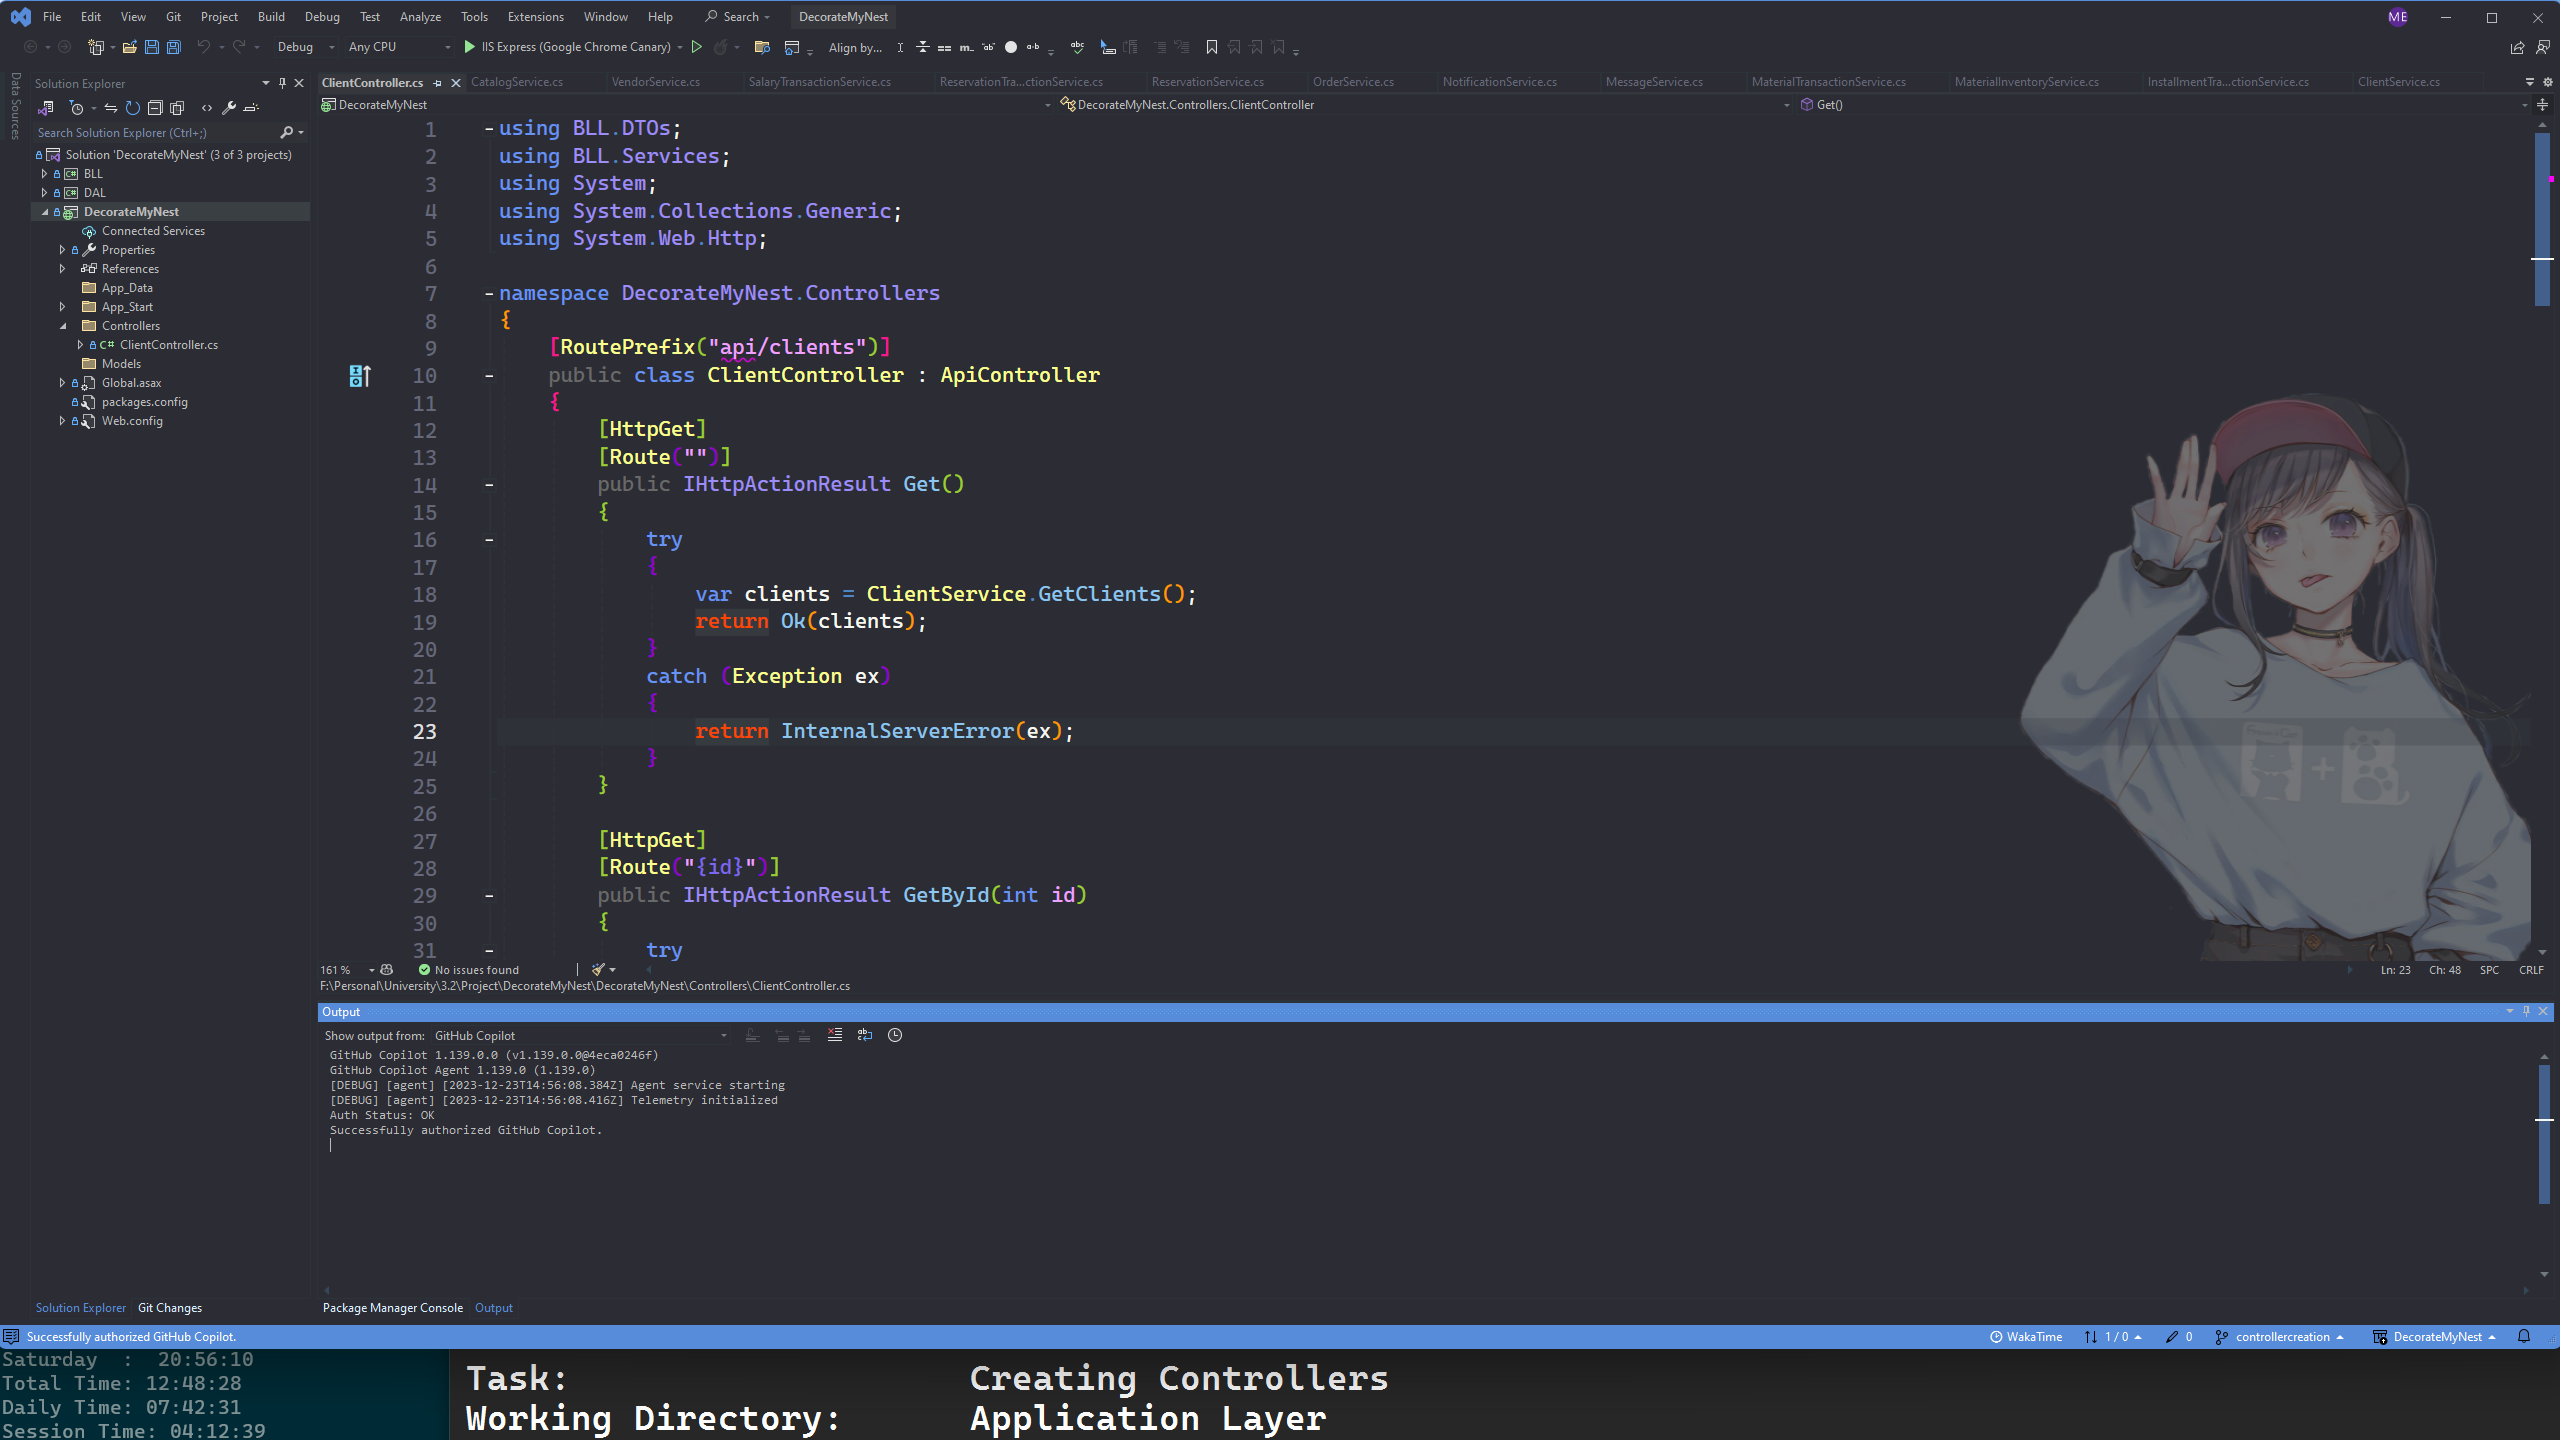 File Edit View Git Project Build Debug Test Analyze Tools Extensions Window Help Search DecorateMyNest ME
Debug Any CPU IIS Express (Google Chrome Canary) Align by...
Data Sources
Solution Explorer
Search Solution Explorer (Ctrl+;)
Solution 'DecorateMyNest' (3 of 3 projects)
BLL
DAL
DecorateMyNest
Connected Services
Properties
References
App_Data
App_Start
Controllers
C# ClientController.cs
Models
Global.asax
packages.config
Web.config
ClientController.cs CatalogService.cs VendorService.cs SalaryTransactionService.cs ReservationTra...ctionService.cs ReservationService.cs OrderService.cs NotificationService.cs MessageService.cs MaterialTransactionService.cs MaterialInventoryService.cs InstallmentTra...ctionService.cs ClientService.cs
DecorateMyNest DecorateMyNest.Controllers.ClientController Get()
1 using BLL.DTOs;
2 using BLL.Services;
3 using System;
4 using System.Collections.Generic;
5 using System.Web.Http;
6
7 namespace DecorateMyNest.Controllers
8 {
9 [RoutePrefix("api/clients")]
10 public class ClientController : ApiController
11 {
12 [HttpGet]
13 [Route("")]
14 public IHttpActionResult Get()
15 {
16 try
17 {
18 var clients = ClientService.GetClients();
19 return Ok(clients);
20 }
21 catch (Exception ex)
22 {
23 return InternalServerError(ex);
24 }
25 }
26
27 [HttpGet]
28 [Route("{id}")]
29 public IHttpActionResult GetById(int id)
30 {
31 try
161 % No issues found Ln: 23 Ch: 48 SPC CRLF
F:\Personal\University\3.2\Project\DecorateMyNest\DecorateMyNest\Controllers\ClientController.cs
Output
Show output from: GitHub Copilot
GitHub Copilot 1.139.0.0 (v1.139.0.0@4eca0246f)
GitHub Copilot Agent 1.139.0 (1.139.0)
[DEBUG] [agent] [2023-12-23T14:56:08.384Z] Agent service starting
[DEBUG] [agent] [2023-12-23T14:56:08.416Z] Telemetry initialized
Auth Status: OK
Successfully authorized GitHub Copilot.
Solution Explorer Git Changes Package Manager Console Output
Successfully authorized GitHub Copilot. WakaTime 1 / 0 0 controllercreation DecorateMyNest
Saturday : 20:56:10
Total Time: 12:48:28
Daily Time: 07:42:31
Session Time: 04:12:39
Task: Creating Controllers
Working Directory: Application Layer